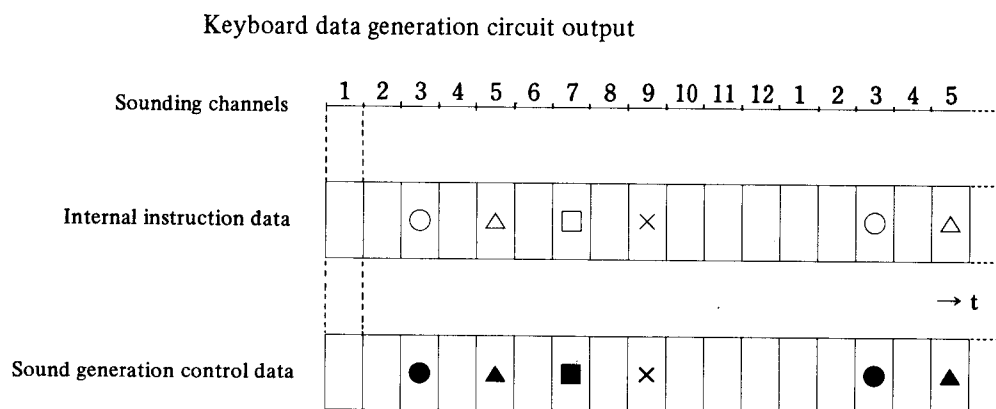 Keyboard data generation circuit output
Sounding channels 1 2 3 4 5 6 7 8 9 10 11 12 1 2 3 4 5
Internal instruction data
→ t
Sound generation control data